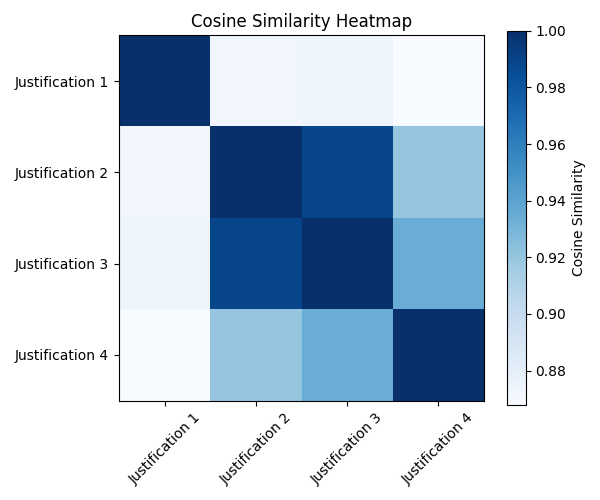 Cosine Similarity Heatmap
Justification 1
Justification 2
Justification 3
Justification 4
Justification 1
Justification 2
Justification 3
Justification 4
1.00
0.98
0.96
0.94
0.92
0.90
0.88
Cosine Similarity